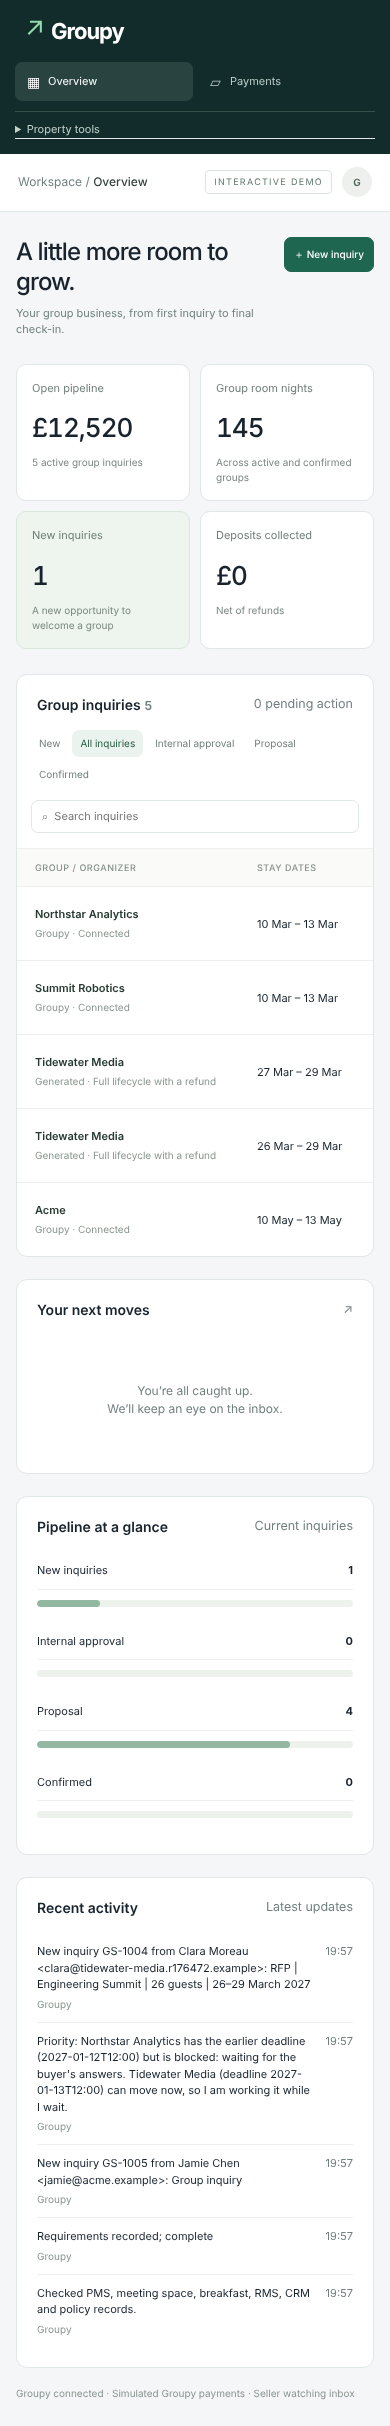 Groupy
Overview
Payments
Property tools
Workspace / Overview
INTERACTIVE DEMO
G
A little more room to
grow.
+ New inquiry
Your group business, from first inquiry to final
check-in.
Open pipeline
£12,520
5 active group inquiries
Group room nights
145
Across active and confirmed
groups
New inquiries
1
A new opportunity to
welcome a group
Deposits collected
£0
Net of refunds
Group inquiries 5
0 pending action
New
All inquiries
Internal approval
Proposal
Confirmed
Search inquiries
GROUP / ORGANIZER
STAY DATES
Northstar Analytics
Groupy · Connected
10 Mar – 13 Mar
Summit Robotics
Groupy · Connected
10 Mar – 13 Mar
Tidewater Media
Generated · Full lifecycle with a refund
27 Mar – 29 Mar
Tidewater Media
Generated · Full lifecycle with a refund
26 Mar – 29 Mar
Acme
Groupy · Connected
10 May – 13 May
Your next moves
You're all caught up.
We'll keep an eye on the inbox.
Pipeline at a glance
Current inquiries
New inquiries
1
Internal approval
0
Proposal
4
Confirmed
0
Recent activity
Latest updates
New inquiry GS-1004 from Clara Moreau
19:57
<clara@tidewater-media.r176472.example>: RFP |
Engineering Summit | 26 guests | 26–29 March 2027
Groupy
Priority: Northstar Analytics has the earlier deadline
19:57
(2027-01-12T12:00) but is blocked: waiting for the
buyer's answers. Tidewater Media (deadline 2027-
01-13T12:00) can move now, so I am working it while
I wait.
Groupy
New inquiry GS-1005 from Jamie Chen
19:57
<jamie@acme.example>: Group inquiry
Groupy
Requirements recorded; complete
19:57
Groupy
Checked PMS, meeting space, breakfast, RMS, CRM
19:57
and policy records.
Groupy
Groupy connected · Simulated Groupy payments · Seller watching inbox